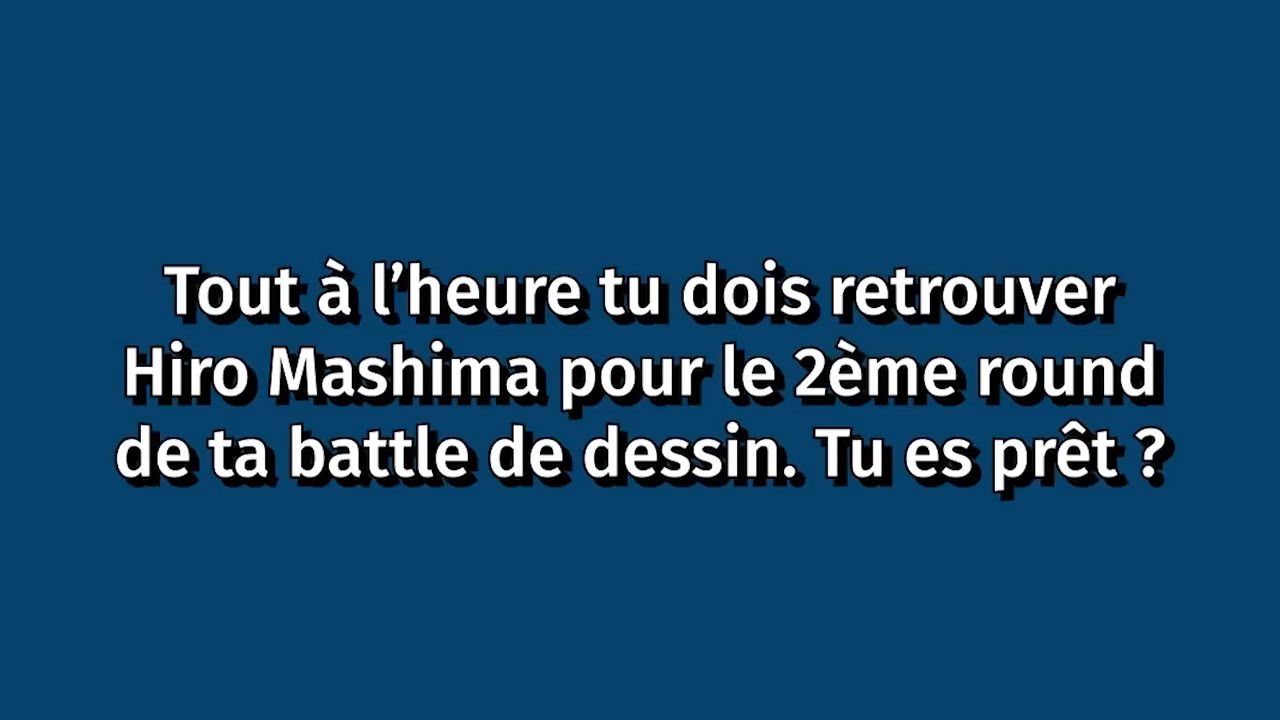 Tout à l’heure tu dois retrouver
Hiro Mashima pour le 2ème round
de ta battle de dessin. Tu es prêt ?